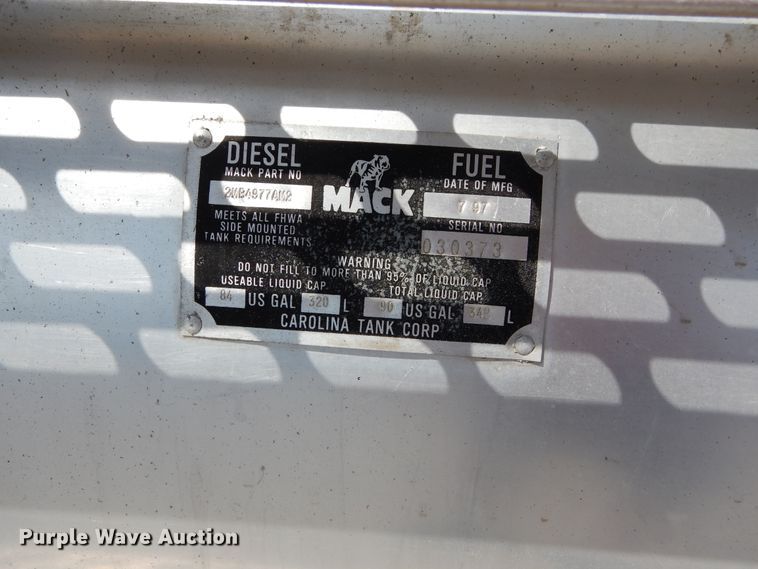 DIESEL FUEL
MACK PART NO DATE OF MFG
2MB4977AM2 MACK 7 97
MEETS ALL FHWA
SIDE MOUNTED SERIAL NO
TANK REQUIREMENTS 030373
WARNING
DO NOT FILL TO MORE THAN 95% OF LIQUID CAP
USEABLE LIQUID CAP TOTAL LIQUID CAP
84 US GAL 320 L 90 US GAL L
CAROLINA TANK CORP
Purple Wave Auction